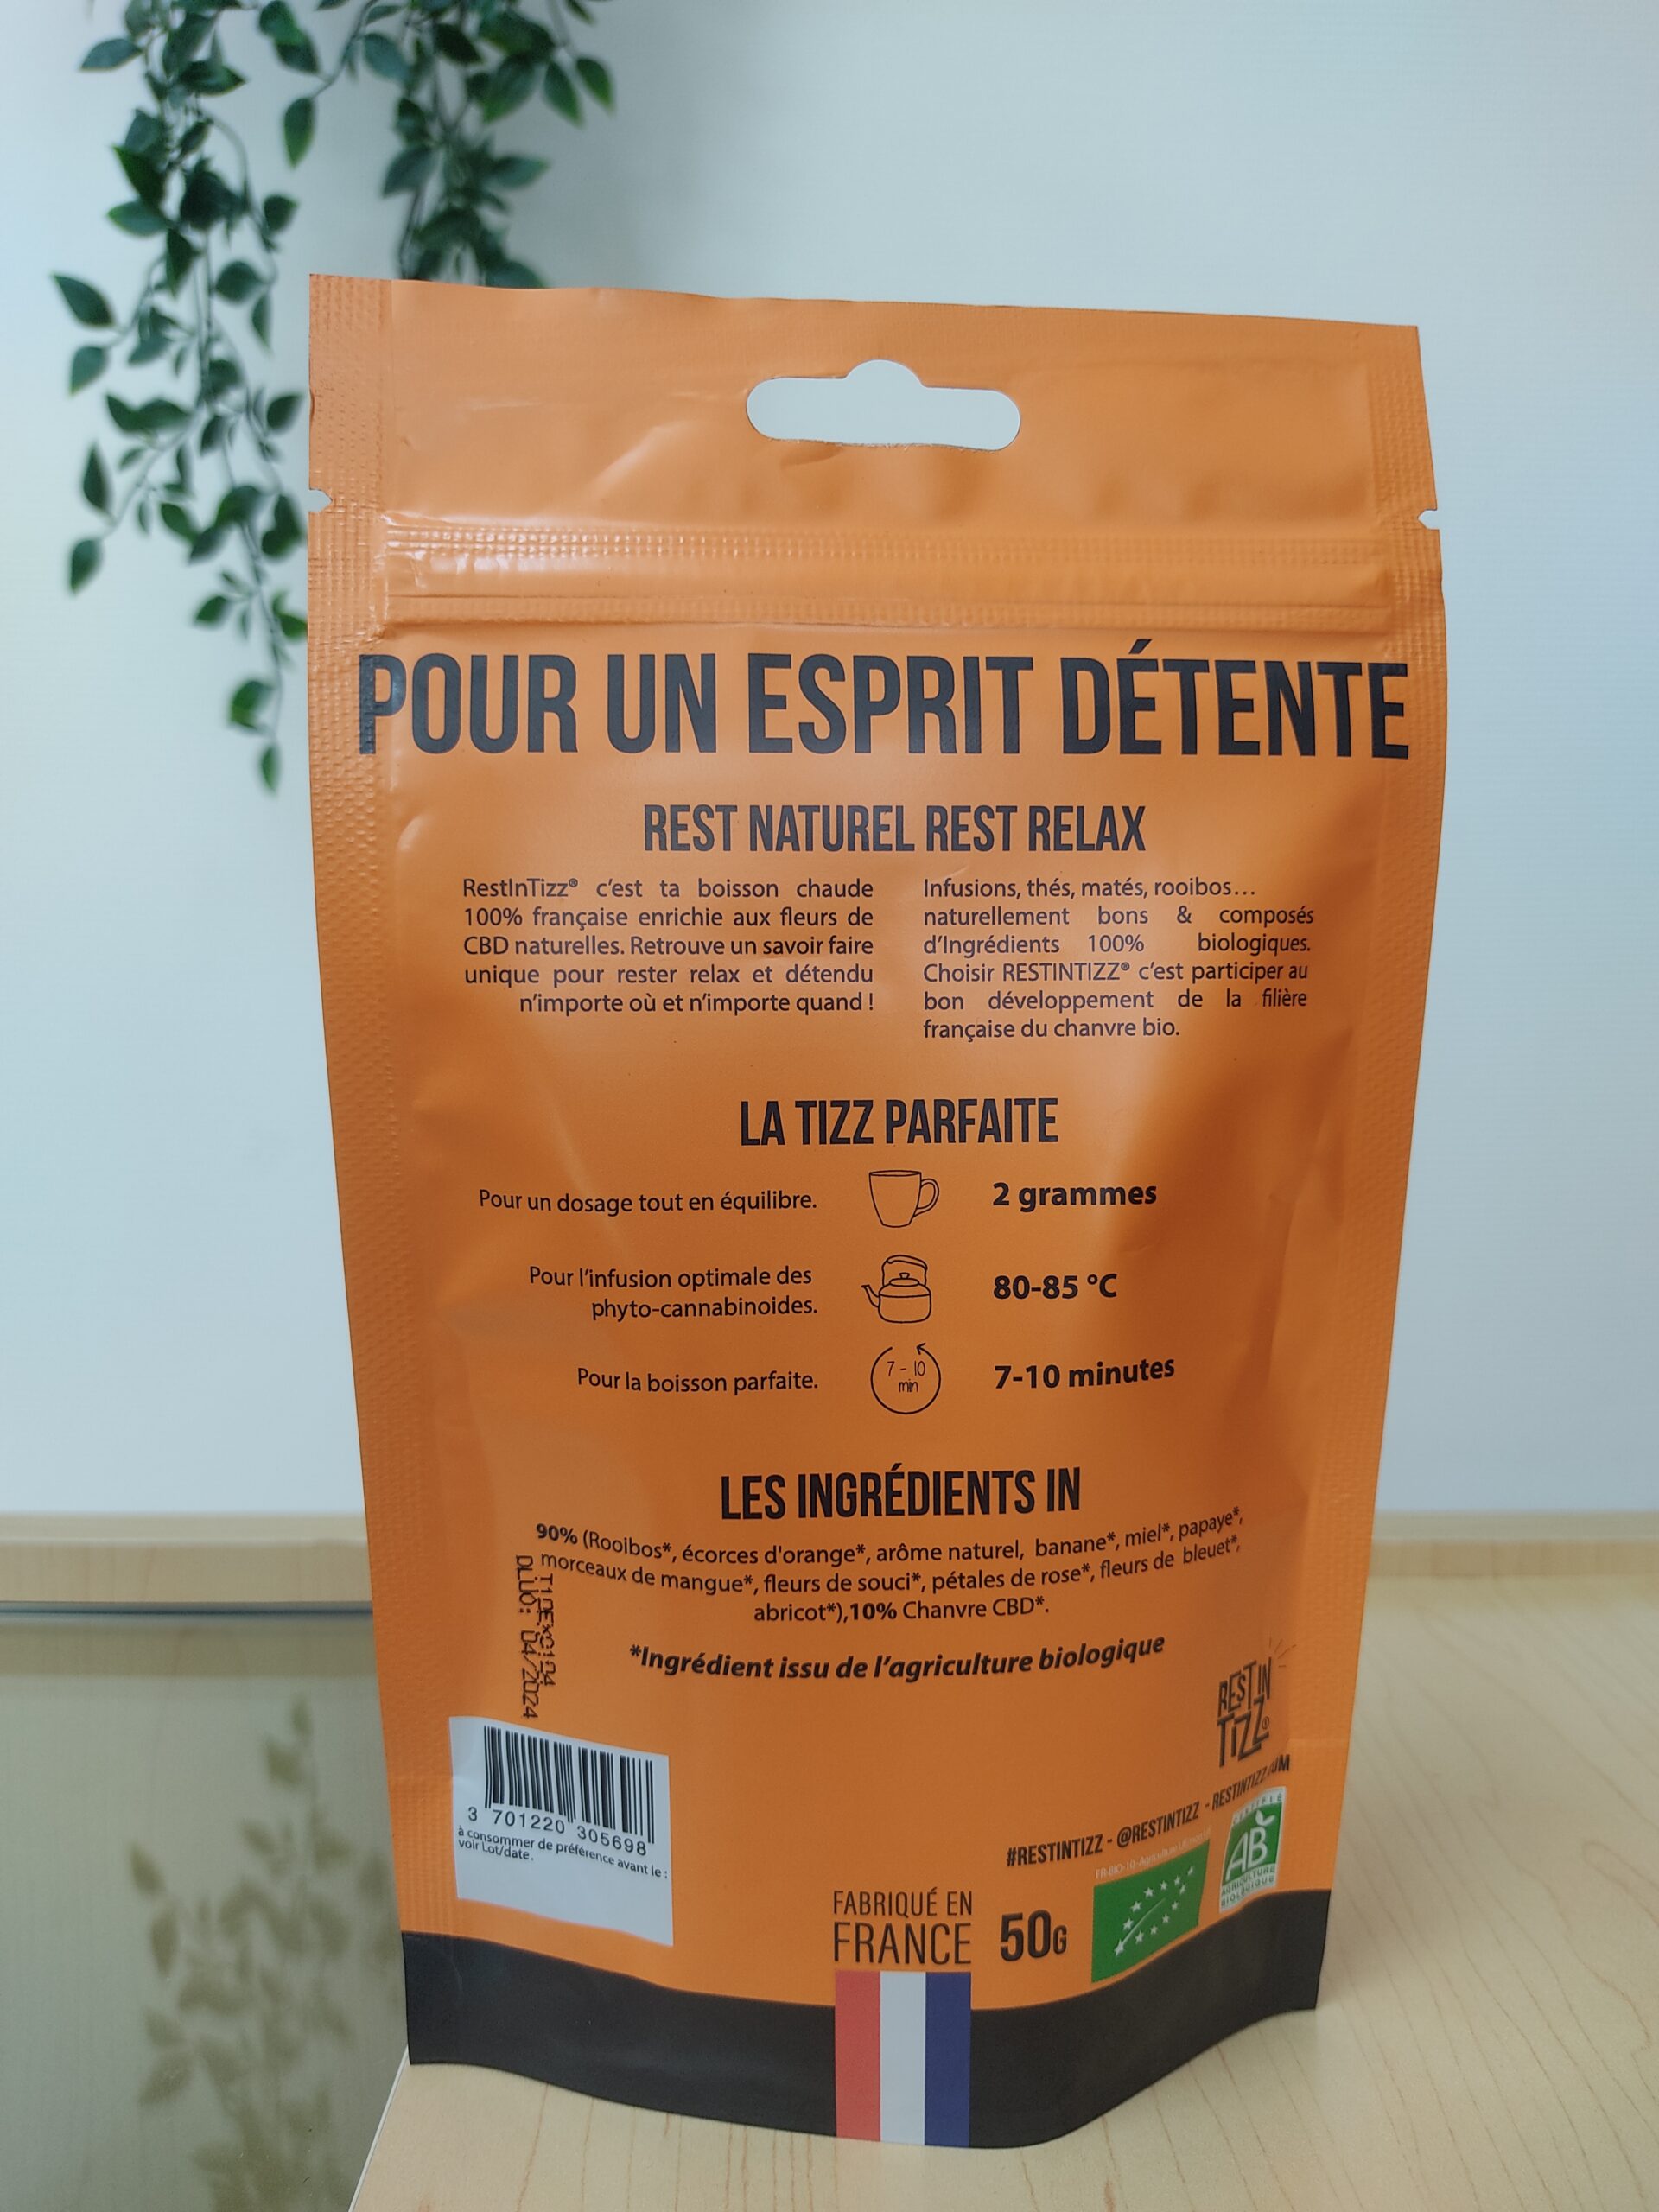 POUR UN ESPRIT DÉTENTE
REST NATUREL REST RELAX
RestInTizz® c'est ta boisson chaude
100% française enrichie aux fleurs de
CBD naturelles. Retrouve un savoir faire
unique pour rester relax et détendu
n'importe où et n'importe quand !
Infusions, thés, matés, rooibos...
naturellement bons & composés
d'Ingrédients 100% biologiques.
Choisir RESTINTIZZ® c'est participer au
bon développement de la filière
française du chanvre bio.
LA TIZZ PARFAITE
Pour un dosage tout en équilibre.
2 grammes
Pour l'infusion optimale des
phyto-cannabinoides.
80-85 °C
Pour la boisson parfaite.
7 - 10
min
7-10 minutes
LES INGRÉDIENTS IN
90% (Rooibos*, écorces d'orange*, arôme naturel, banane*, miel*, papaye*,
morceaux de mangue*, fleurs de souci*, pétales de rose*, fleurs de bleuet*,
abricot*),10% Chanvre CBD*.
*Ingrédient issu de l'agriculture biologique
DLUO: 04/2024
REST IN
TIZZ®
3 701220 305698
à consommer de préférence avant le :
voir Lot/date.
#RESTINTIZZ - @RESTINTIZZ - RESTINTIZZ
FR-BIO-10
CERTIFIÉ
AB
AGRICULTURE
BIOLOGIQUE
FABRIQUÉ EN
FRANCE
50G